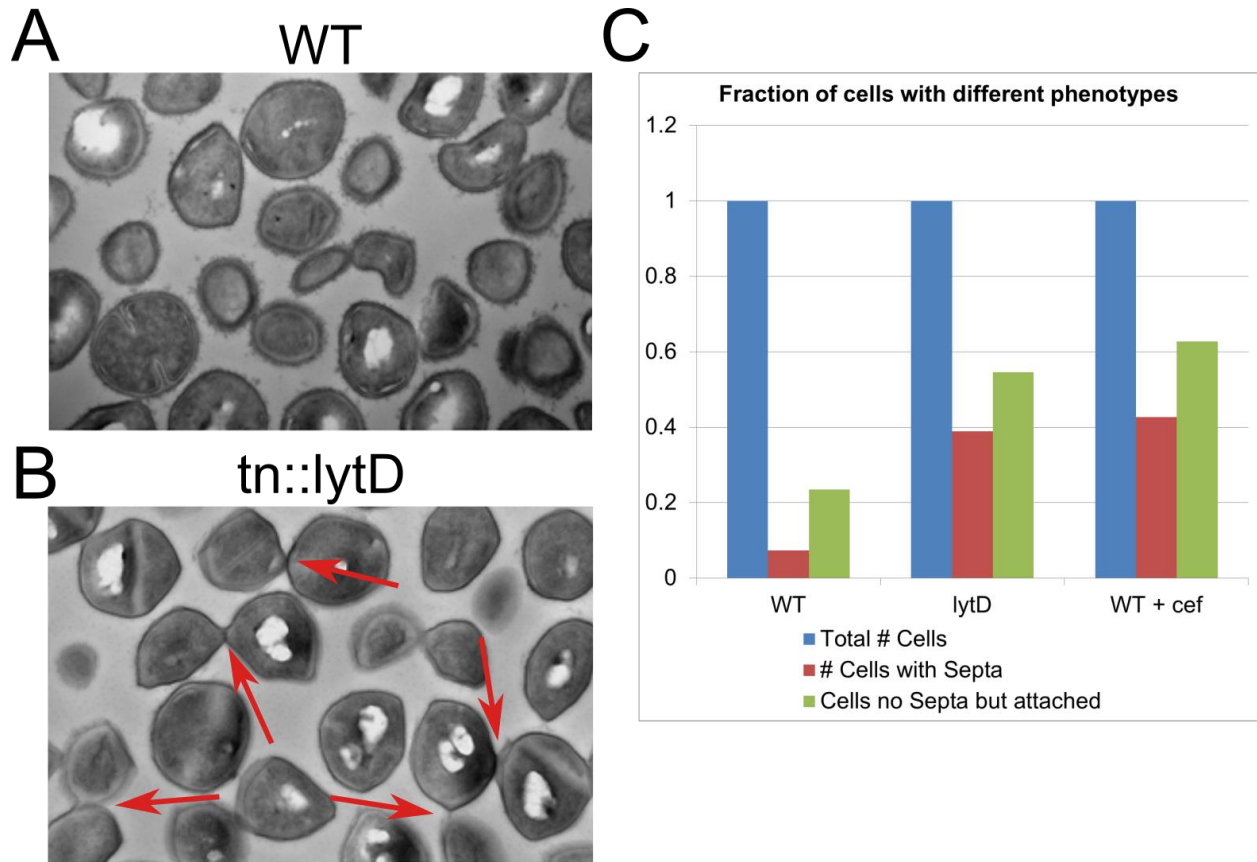 A
WT
B
tn::lytD
C
Fraction of cells with different phenotypes
1.2
1
0.8
0.6
0.4
0.2
0
WT
lytD
WT + cef
Total # Cells
# Cells with Septa
Cells no Septa but attached